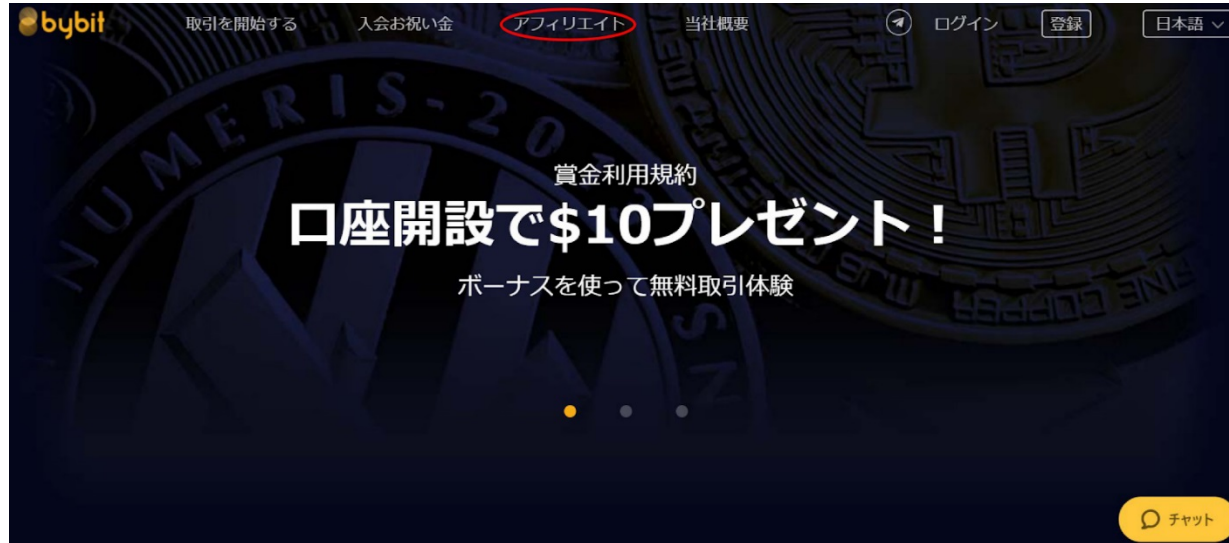 bybit
取引を開始する
入会お祝い金
アフィリエイト
当社概要
ログイン
登録
日本語
NUMERIS-20
賞金利用規約
口座開設で$10プレゼント！
ボーナスを使って無料取引体験
チャット